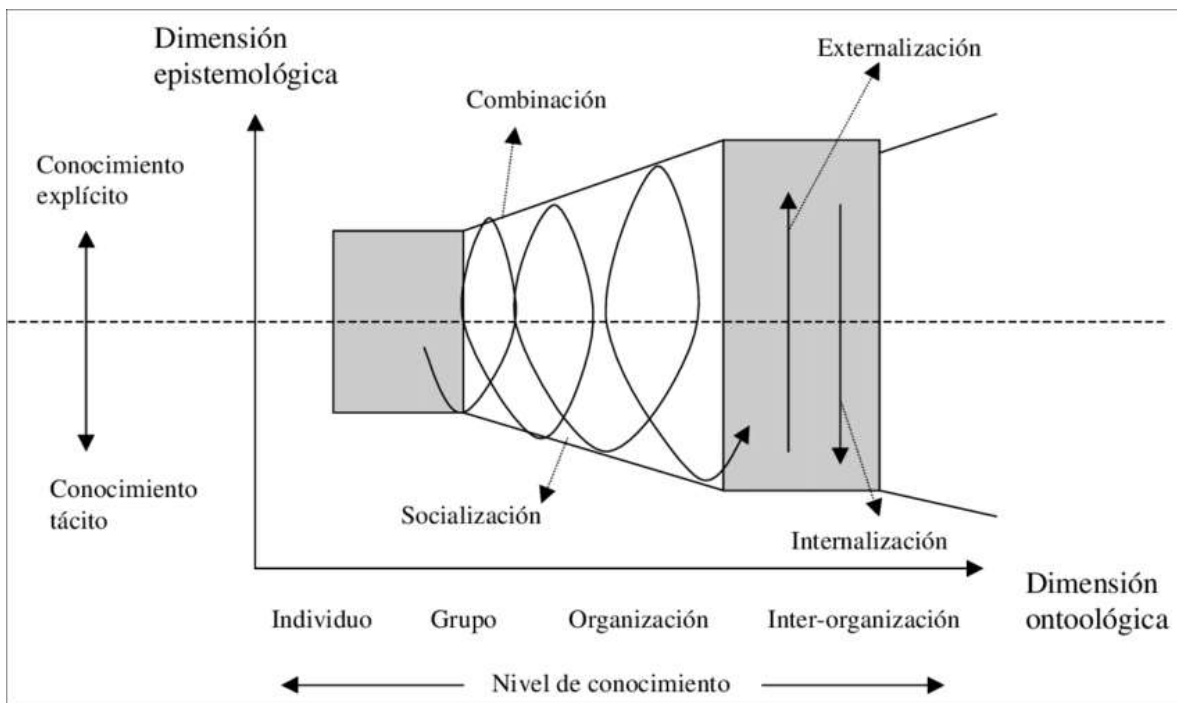 Dimensión
epistemológica
Externalización
Combinación
Conocimiento
explícito
Conocimiento
tácito
Socialización
Internalización
Dimensión
ontoológica
Individuo
Grupo
Organización
Inter-organización
Nivel de conocimiento